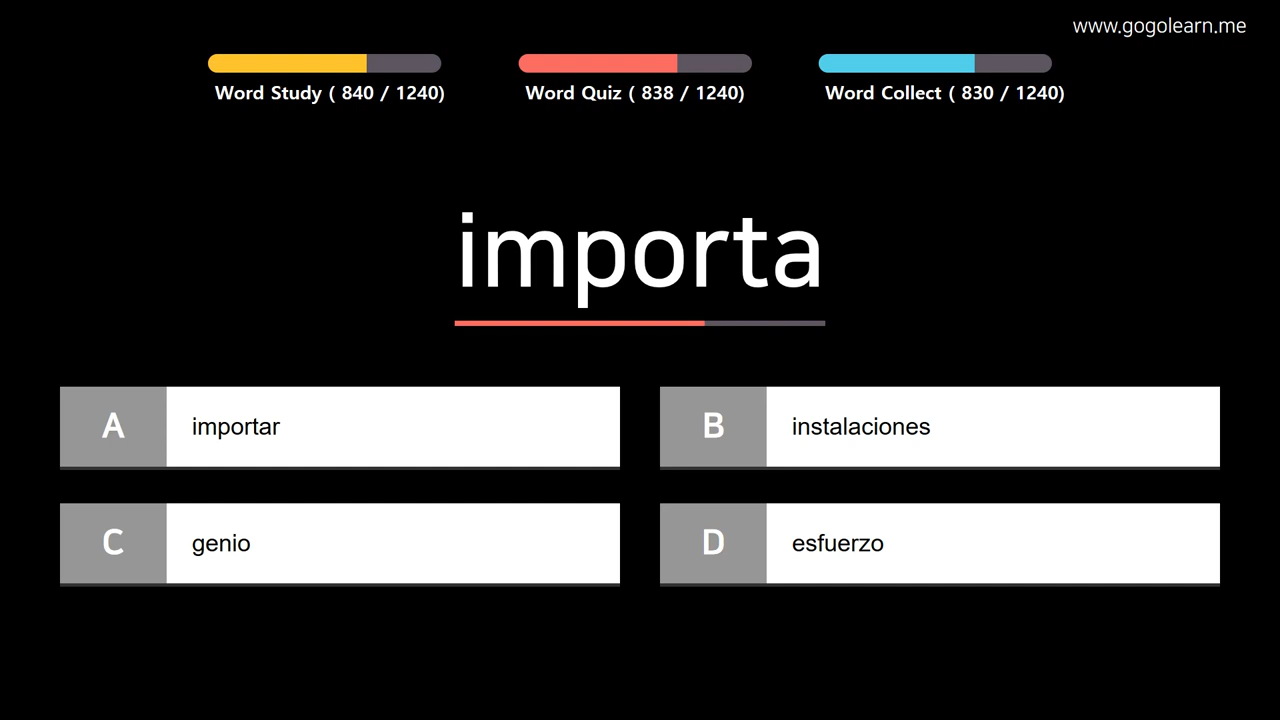 www.gogolearn.me
Word Study ( 840 / 1240)
Word Quiz ( 838 / 1240)
Word Collect ( 830 / 1240)
importa
A importar
B instalaciones
C genio
D esfuerzo